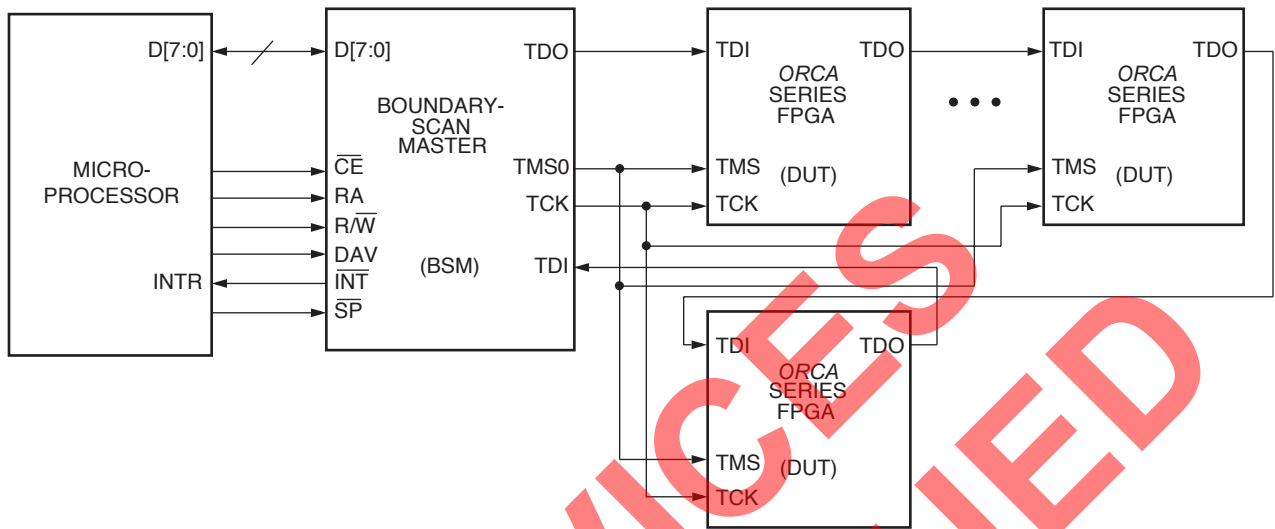 D[7:0]
MICRO-
PROCESSOR
INTR
D[7:0]
TDO
BOUNDARY-
SCAN
MASTER
CE
TMS0
RA
TCK
R/W
DAV
(BSM)
TDI
INT
SP
TDI
TDO
ORCA
SERIES
FPGA
TMS
(DUT)
TCK
• • •
TDI
TDO
ORCA
SERIES
FPGA
TMS
(DUT)
TCK
TDI
TDO
ORCA
SERIES
FPGA
TMS
(DUT)
TCK